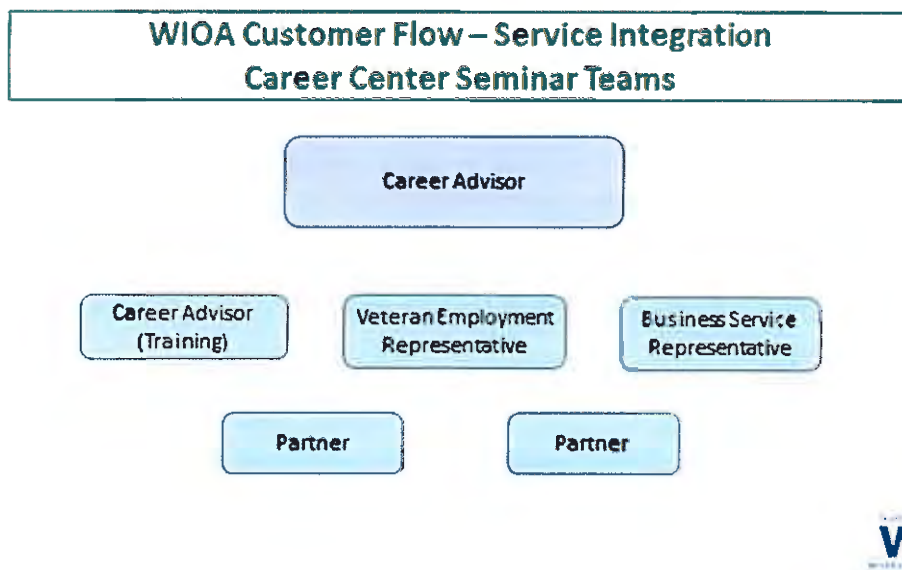 WIOA Customer Flow – Service Integration
Career Center Seminar Teams
Career Advisor
Career Advisor
(Training)
Veteran Employment
Representative
Business Service
Representative
Partner
Partner
W